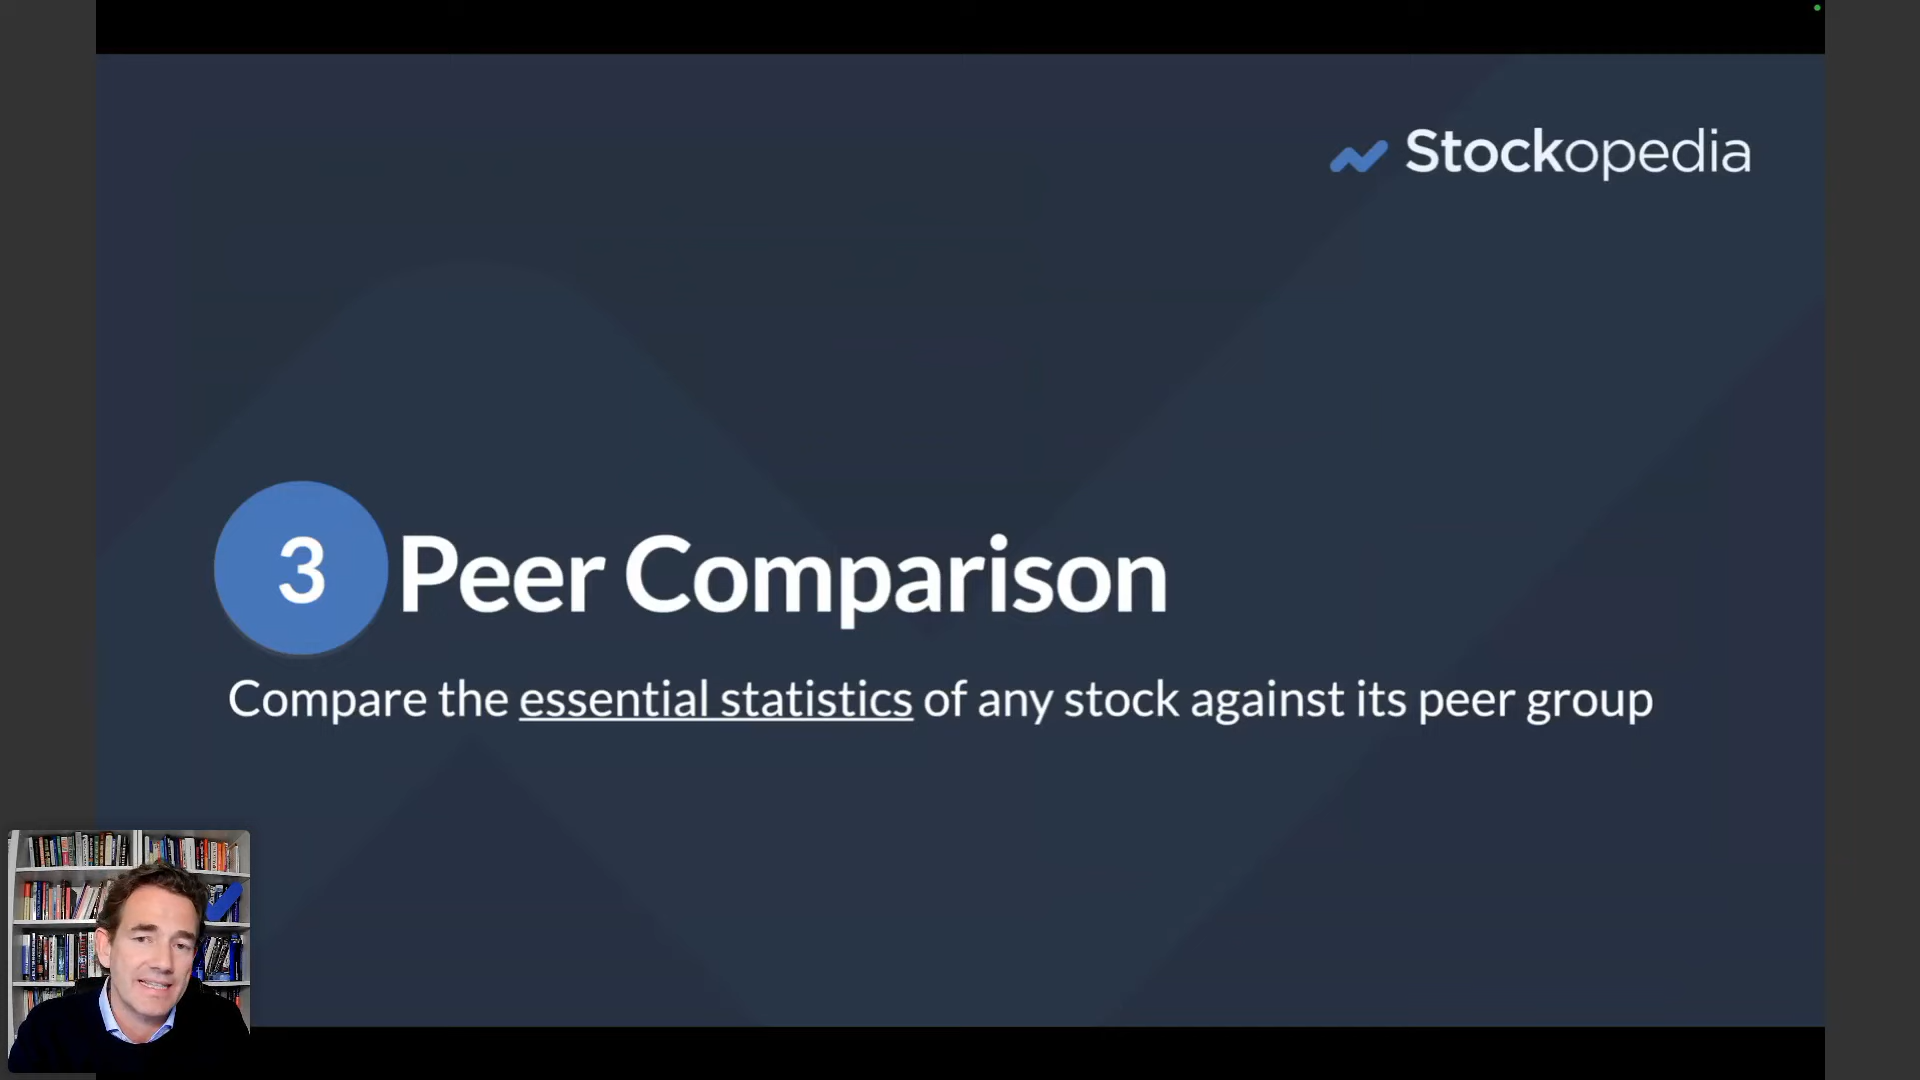 Stockopedia
3 Peer Comparison
Compare the essential statistics of any stock against its peer group